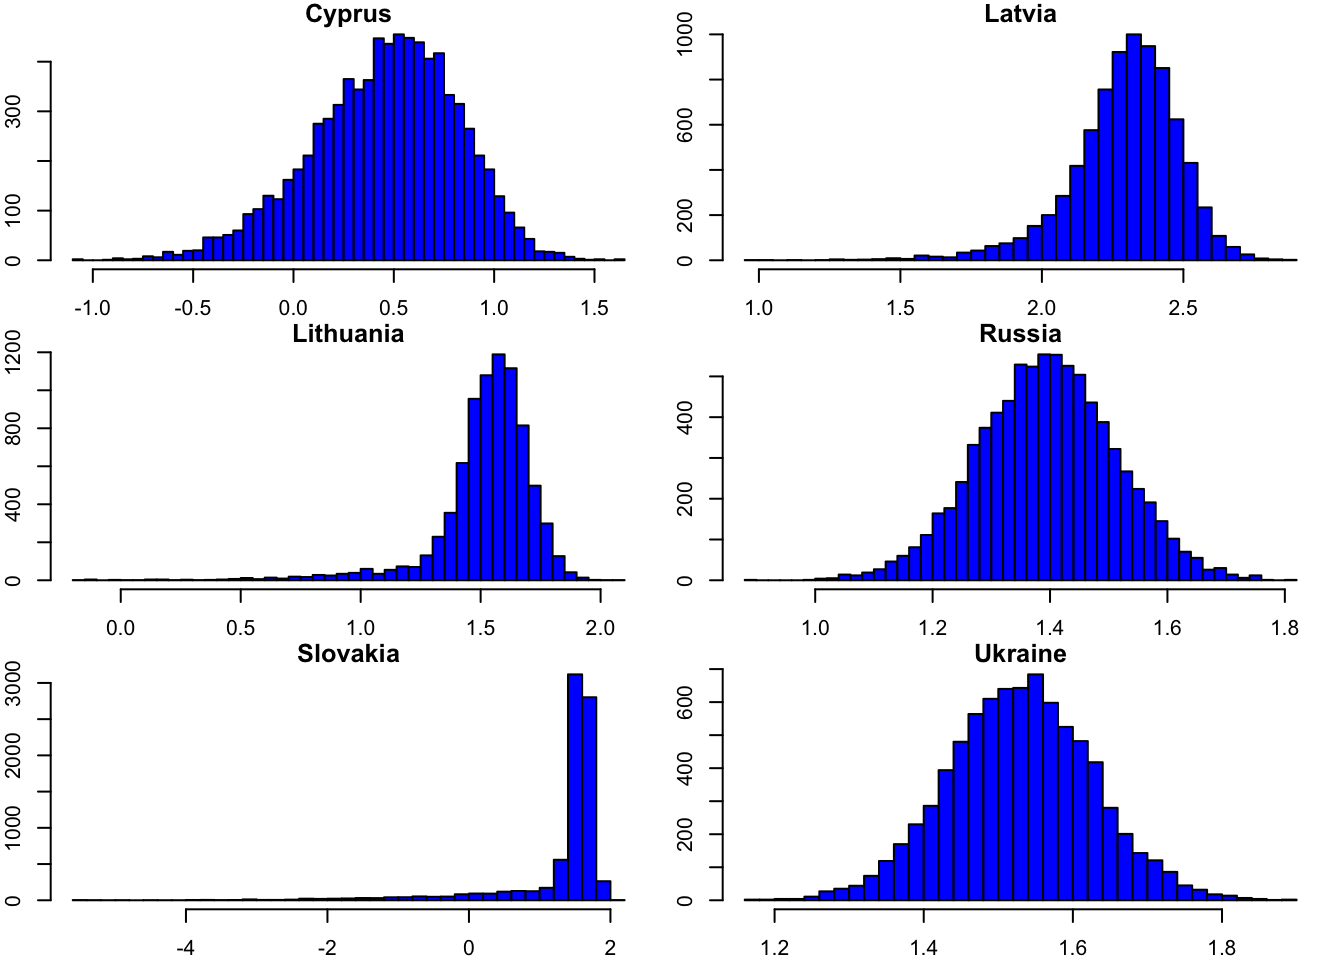 Cyprus
0 100 300
-1.0 -0.5 0.0 0.5 1.0 1.5
Latvia
0 200 600 1000
1.0 1.5 2.0 2.5
Lithuania
0 400 800 1200
0.0 0.5 1.0 1.5 2.0
Russia
0 200 400
1.0 1.2 1.4 1.6 1.8
Slovakia
0 1000 2000 3000
-4 -2 0 2
Ukraine
0 200 400 600
1.2 1.4 1.6 1.8